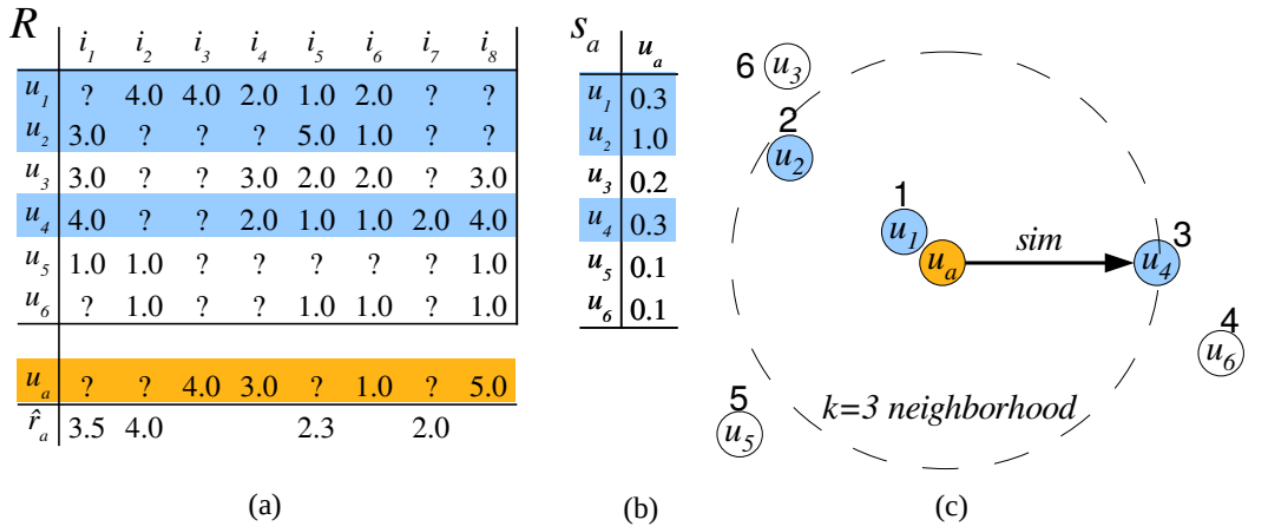 R i₁ i₂ i₃ i₄ i₅ i₆ i₇ i₈
u₁ ? 4.0 4.0 2.0 1.0 2.0 ? ?
u₂ 3.0 ? ? ? 5.0 1.0 ? ?
u₃ 3.0 ? ? 3.0 2.0 2.0 ? 3.0
u₄ 4.0 ? ? 2.0 1.0 1.0 2.0 4.0
u₅ 1.0 1.0 ? ? ? ? ? 1.0
u₆ ? 1.0 ? ? 1.0 1.0 ? 1.0
uₐ ? ? 4.0 3.0 ? 1.0 ? 5.0
r̂ₐ 3.5 4.0 2.3 2.0
(a)
sₐ uₐ
u₁ 0.3
u₂ 1.0
u₃ 0.2
u₄ 0.3
u₅ 0.1
u₆ 0.1
(b)
6 u₃
2
u₂
1
u₁
uₐ
sim
3
u₄
4
u₆
5
u₅
k=3 neighborhood
(c)